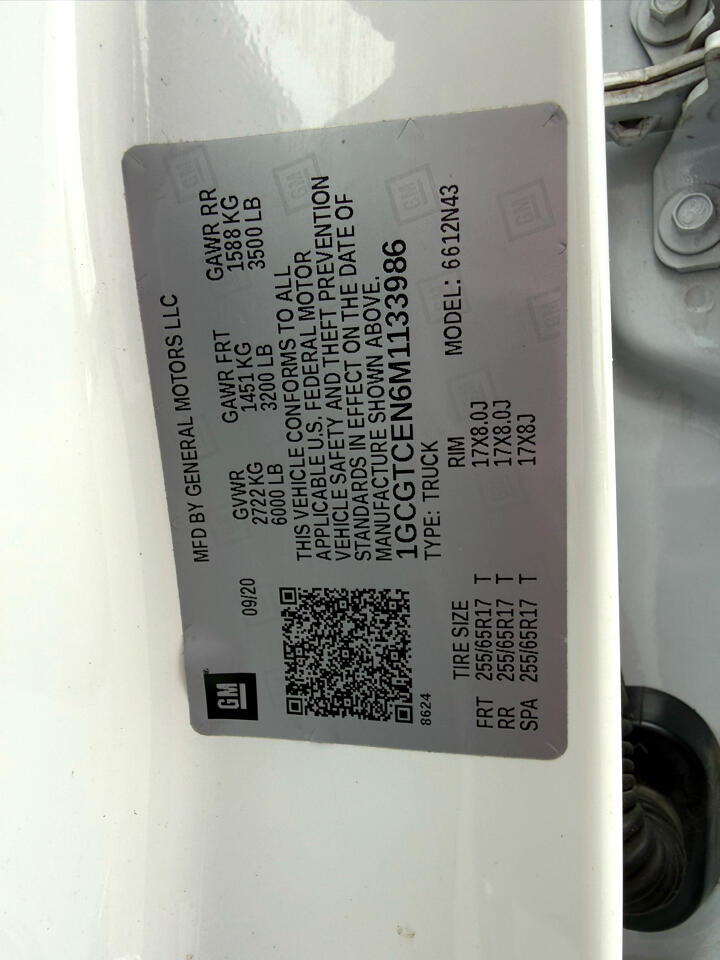 GM
09/20
MFD BY GENERAL MOTORS LLC
GVWR GAWR FRT GAWR RR
2722 KG 1451 KG 1588 KG
6000 LB 3200 LB 3500 LB
THIS VEHICLE CONFORMS TO ALL
APPLICABLE U.S. FEDERAL MOTOR
VEHICLE SAFETY AND THEFT PREVENTION
STANDARDS IN EFFECT ON THE DATE OF
MANUFACTURE SHOWN ABOVE.
1GCGTCEN6M1133986
8624
TYPE: TRUCK MODEL: 6612N43
TIRE SIZE RIM
FRT 255/65R17 T 17X8.0J
RR 255/65R17 T 17X8.0J
SPA 255/65R17 T 17X8J